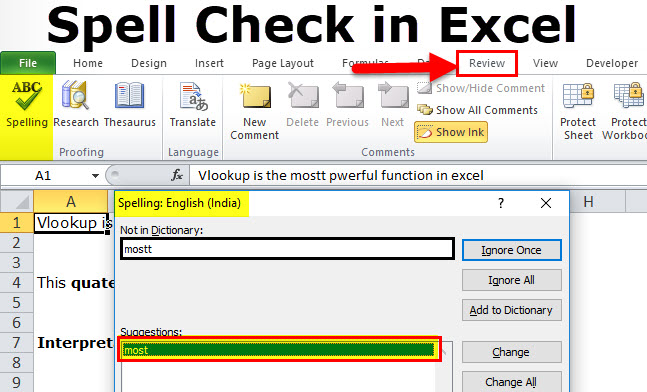 Spell Check in Excel
File Home Design Insert Page Layout Formulas Review View Developer
ABC
Spelling Research Thesaurus
Proofing
Translate
Language
New Comment
Delete Previous Next
Show/Hide Comment
Show All Comments
Show Ink
Comments
Protect Sheet
Protect Workboo
A1 fx Vlookup is the mostt pwerful function in excel
A H
1 Vlookup is
2
3
4 This quate
5
6
7 Interpret
8
9
Spelling: English (India) ? ×
Not in Dictionary:
mostt
Ignore Once
Ignore All
Add to Dictionary
Suggestions:
most
Change
Change All